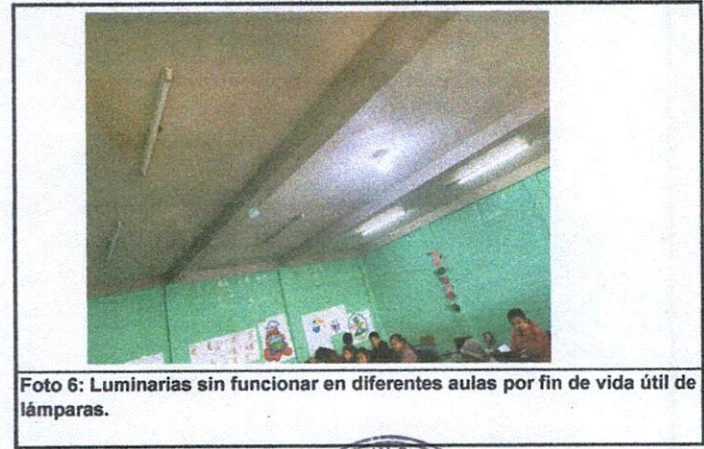 Foto 6: Luminarias sin funcionar en diferentes aulas por fin de vida útil de
lámparas.